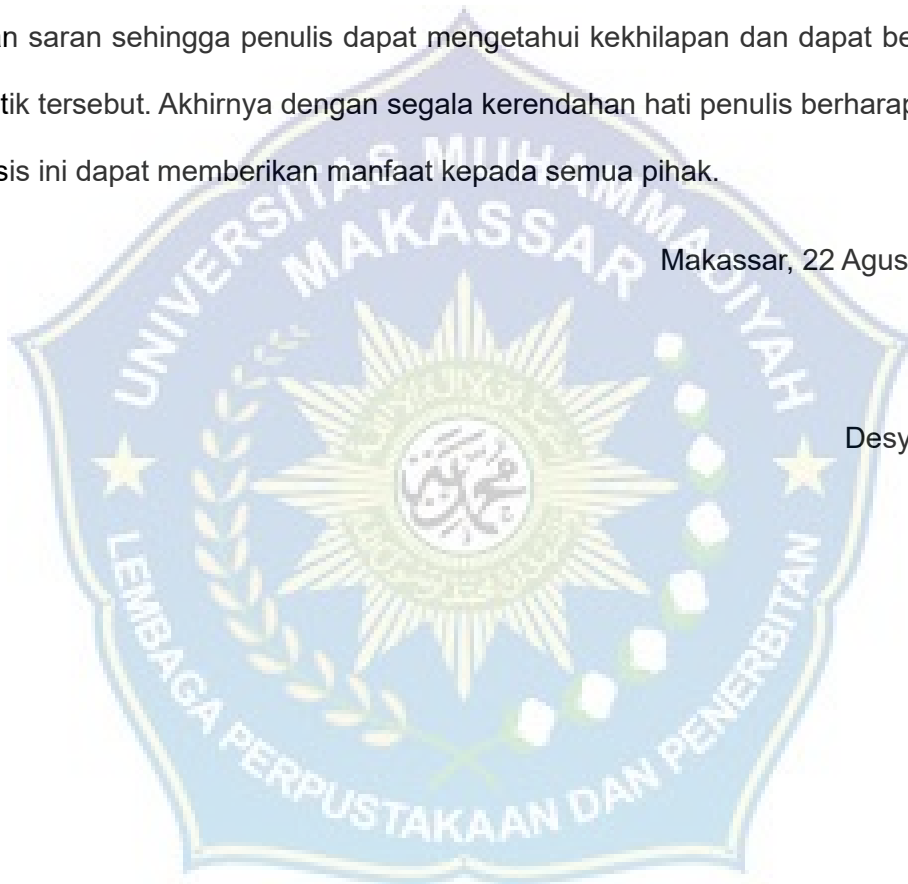 an saran sehingga penulis dapat mengetahui kekhilapan dan dapat be
tik tersebut. Akhirnya dengan segala kerendahan hati penulis berharap
sis ini dapat memberikan manfaat kepada semua pihak.
UNIVERSITAS MUHAMMADIYAH
MAKASSAR
Makassar, 22 Agus
Desy
LEMBAGA PERPUSTAKAAN DAN PENERBITAN